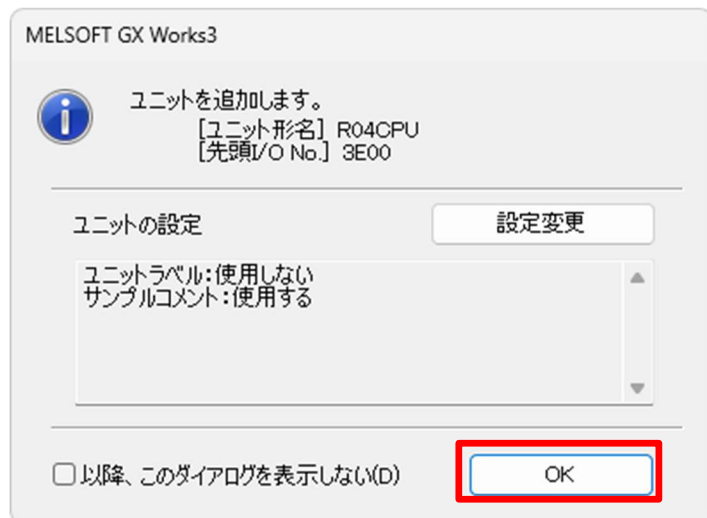 MELSOFT GX Works3
ユニットを追加します。
[ユニット形名] R04CPU
[先頭I/O No.] 3E00
ユニットの設定
設定変更
ユニットラベル:使用しない
サンプルコメント:使用する
以降、このダイアログを表示しない(D)
OK